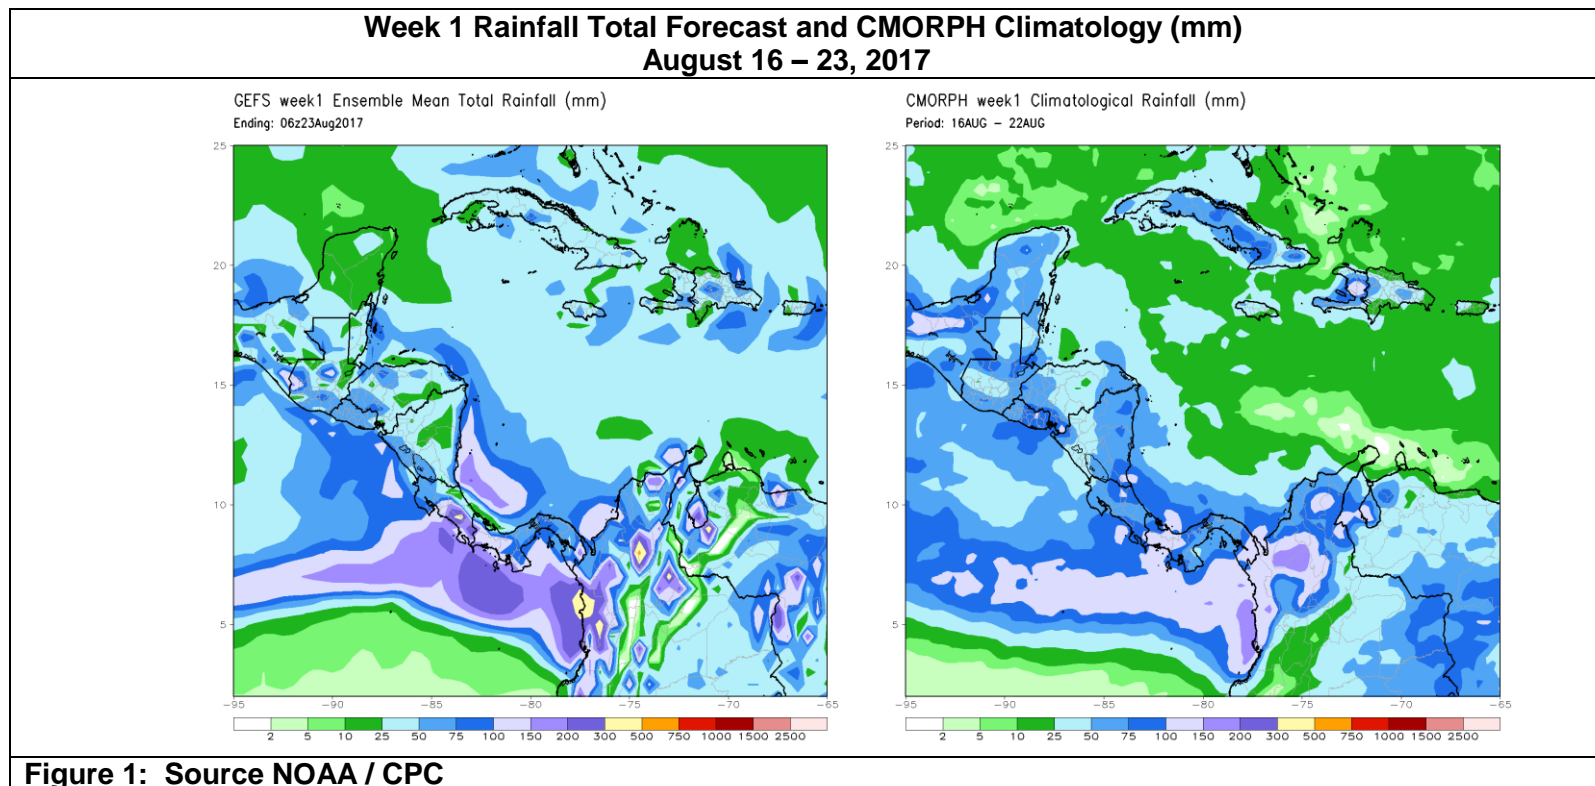 Week 1 Rainfall Total Forecast and CMORPH Climatology (mm)
August 16 – 23, 2017
GEFS week1 Ensemble Mean Total Rainfall (mm)
Ending: 06z23Aug2017
25
20
15
10
5
−95 −90 −85 −80 −75 −70 −65
2 5 10 25 50 75 100 150 200 300 500 750 1000 1500 2500
CMORPH week1 Climatological Rainfall (mm)
Period: 16AUG − 22AUG
25
20
15
10
5
−95 −90 −85 −80 −75 −70 −65
2 5 10 25 50 75 100 150 200 300 500 750 1000 1500 2500
Figure 1: Source NOAA / CPC